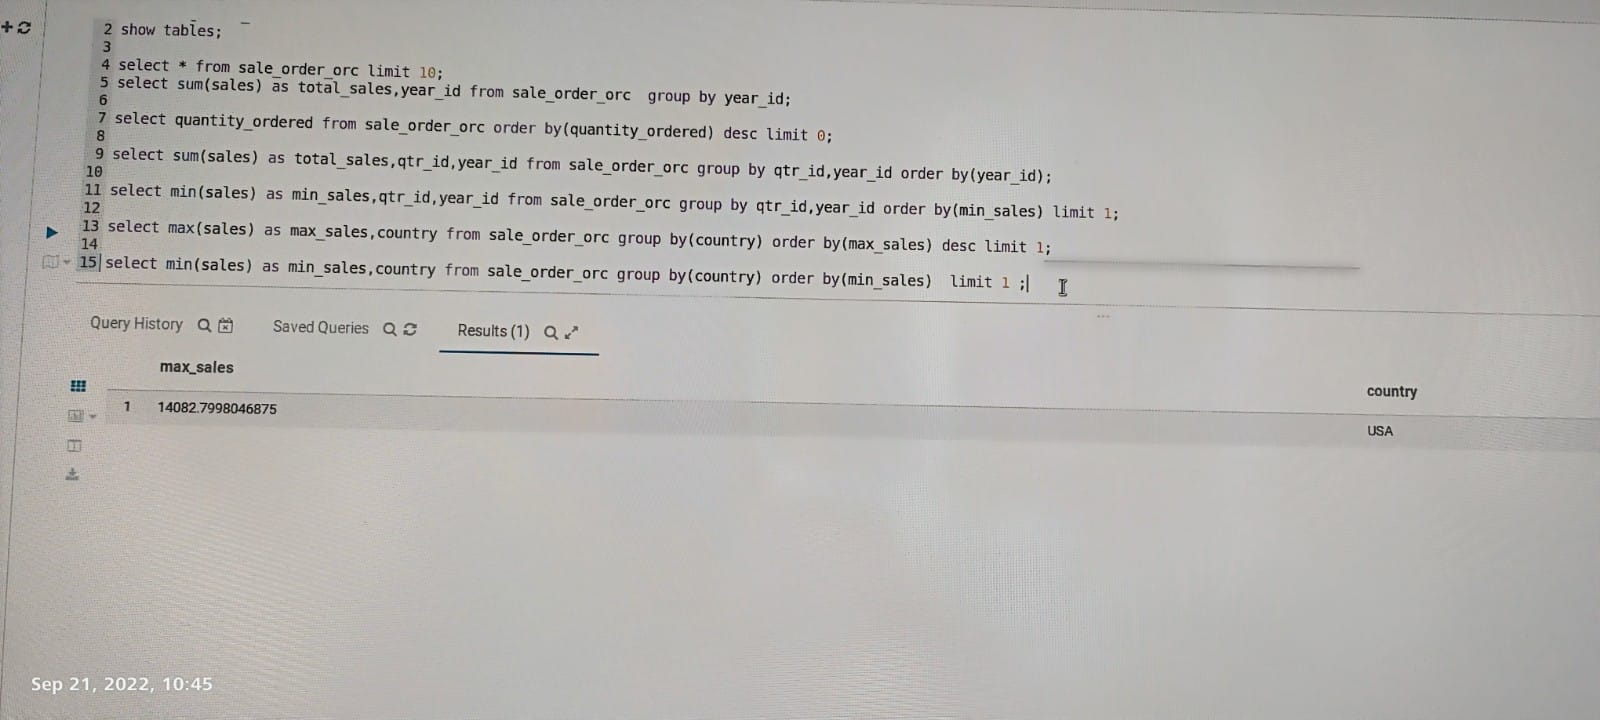 2 show tables;
3
4 select * from sale_order_orc limit 10;
5 select sum(sales) as total_sales,year_id from sale_order_orc  group by year_id;
6
7 select quantity_ordered from sale_order_orc order by(quantity_ordered) desc limit 0;
8
9 select sum(sales) as total_sales,qtr_id,year_id from sale_order_orc group by qtr_id,year_id order by(year_id);
10
11 select min(sales) as min_sales,qtr_id,year_id from sale_order_orc group by qtr_id,year_id order by(min_sales) limit 1;
12
13 select max(sales) as max_sales,country from sale_order_orc group by(country) order by(max_sales) desc limit 1;
14
15 select min(sales) as min_sales,country from sale_order_orc group by(country) order by(min_sales)  limit 1 ;
Query History Saved Queries Results (1)
max_sales country
1 14082.7998046875 USA
Sep 21, 2022, 10:45